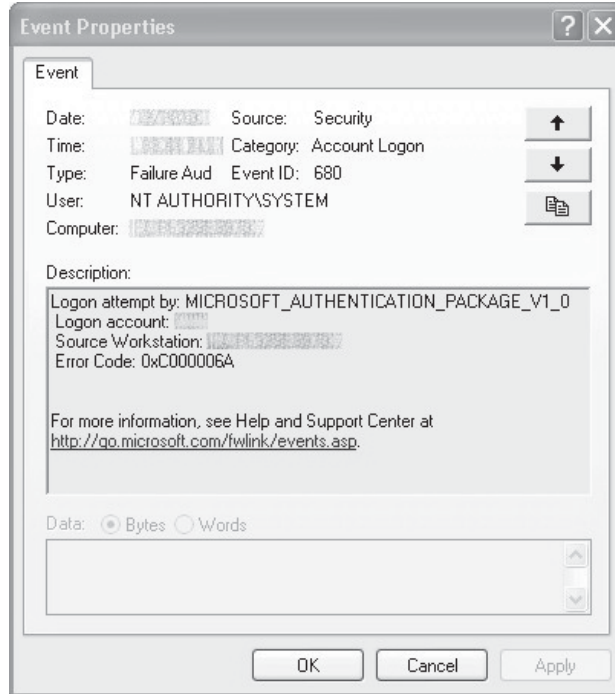 Event Properties
Event
Date: Source: Security
Time: Category: Account Logon
Type: Failure Aud Event ID: 680
User: NT AUTHORITY\SYSTEM
Computer:
Description:
Logon attempt by: MICROSOFT_AUTHENTICATION_PACKAGE_V1_0
Logon account:
Source Workstation:
Error Code: 0xC000006A
For more information, see Help and Support Center at
http://go.microsoft.com/fwlink/events.asp.
Data: Bytes Words
OK Cancel Apply